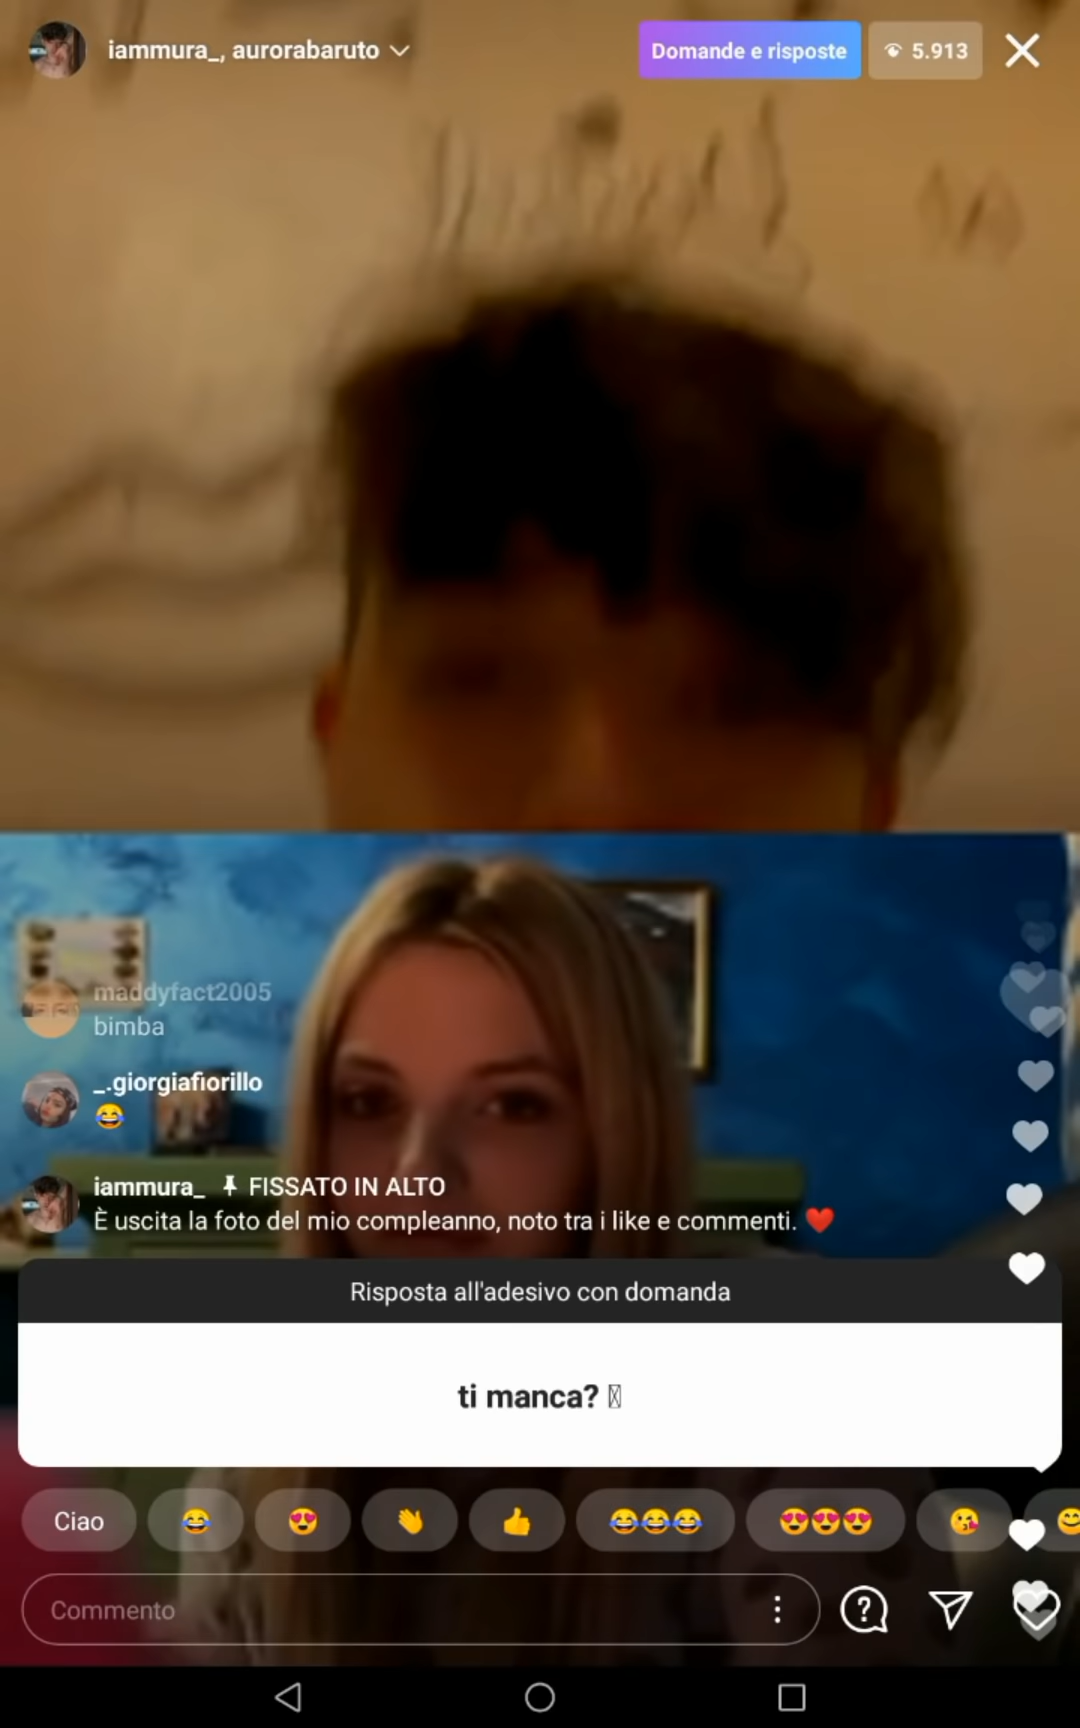 iammura_, aurorabaruto
Domande e risposte
5.913
maddyfact2005
bimba
_.giorgiafiorillo
😂
iammura_ 📌 FISSATO IN ALTO
È uscita la foto del mio compleanno, noto tra i like e commenti. ❤️
Risposta all'adesivo con domanda
ti manca?
Ciao 😂 😍 👏 👍 😂😂😂 😍😍😍 😘 😊
Commento